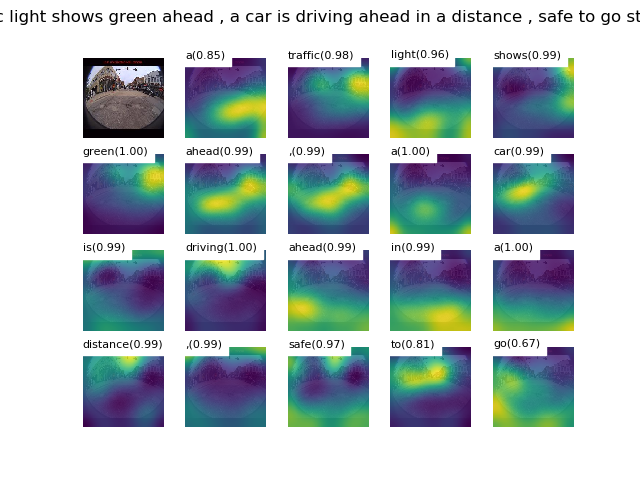 light shows green ahead , a car is driving ahead in a distance , safe to go
a(0.85)
traffic(0.98)
light(0.96)
shows(0.99)
green(1.00)
ahead(0.99)
,(0.99)
a(1.00)
car(0.99)
is(0.99)
driving(1.00)
ahead(0.99)
in(0.99)
a(1.00)
distance(0.99)
,(0.99)
safe(0.97)
to(0.81)
go(0.67)